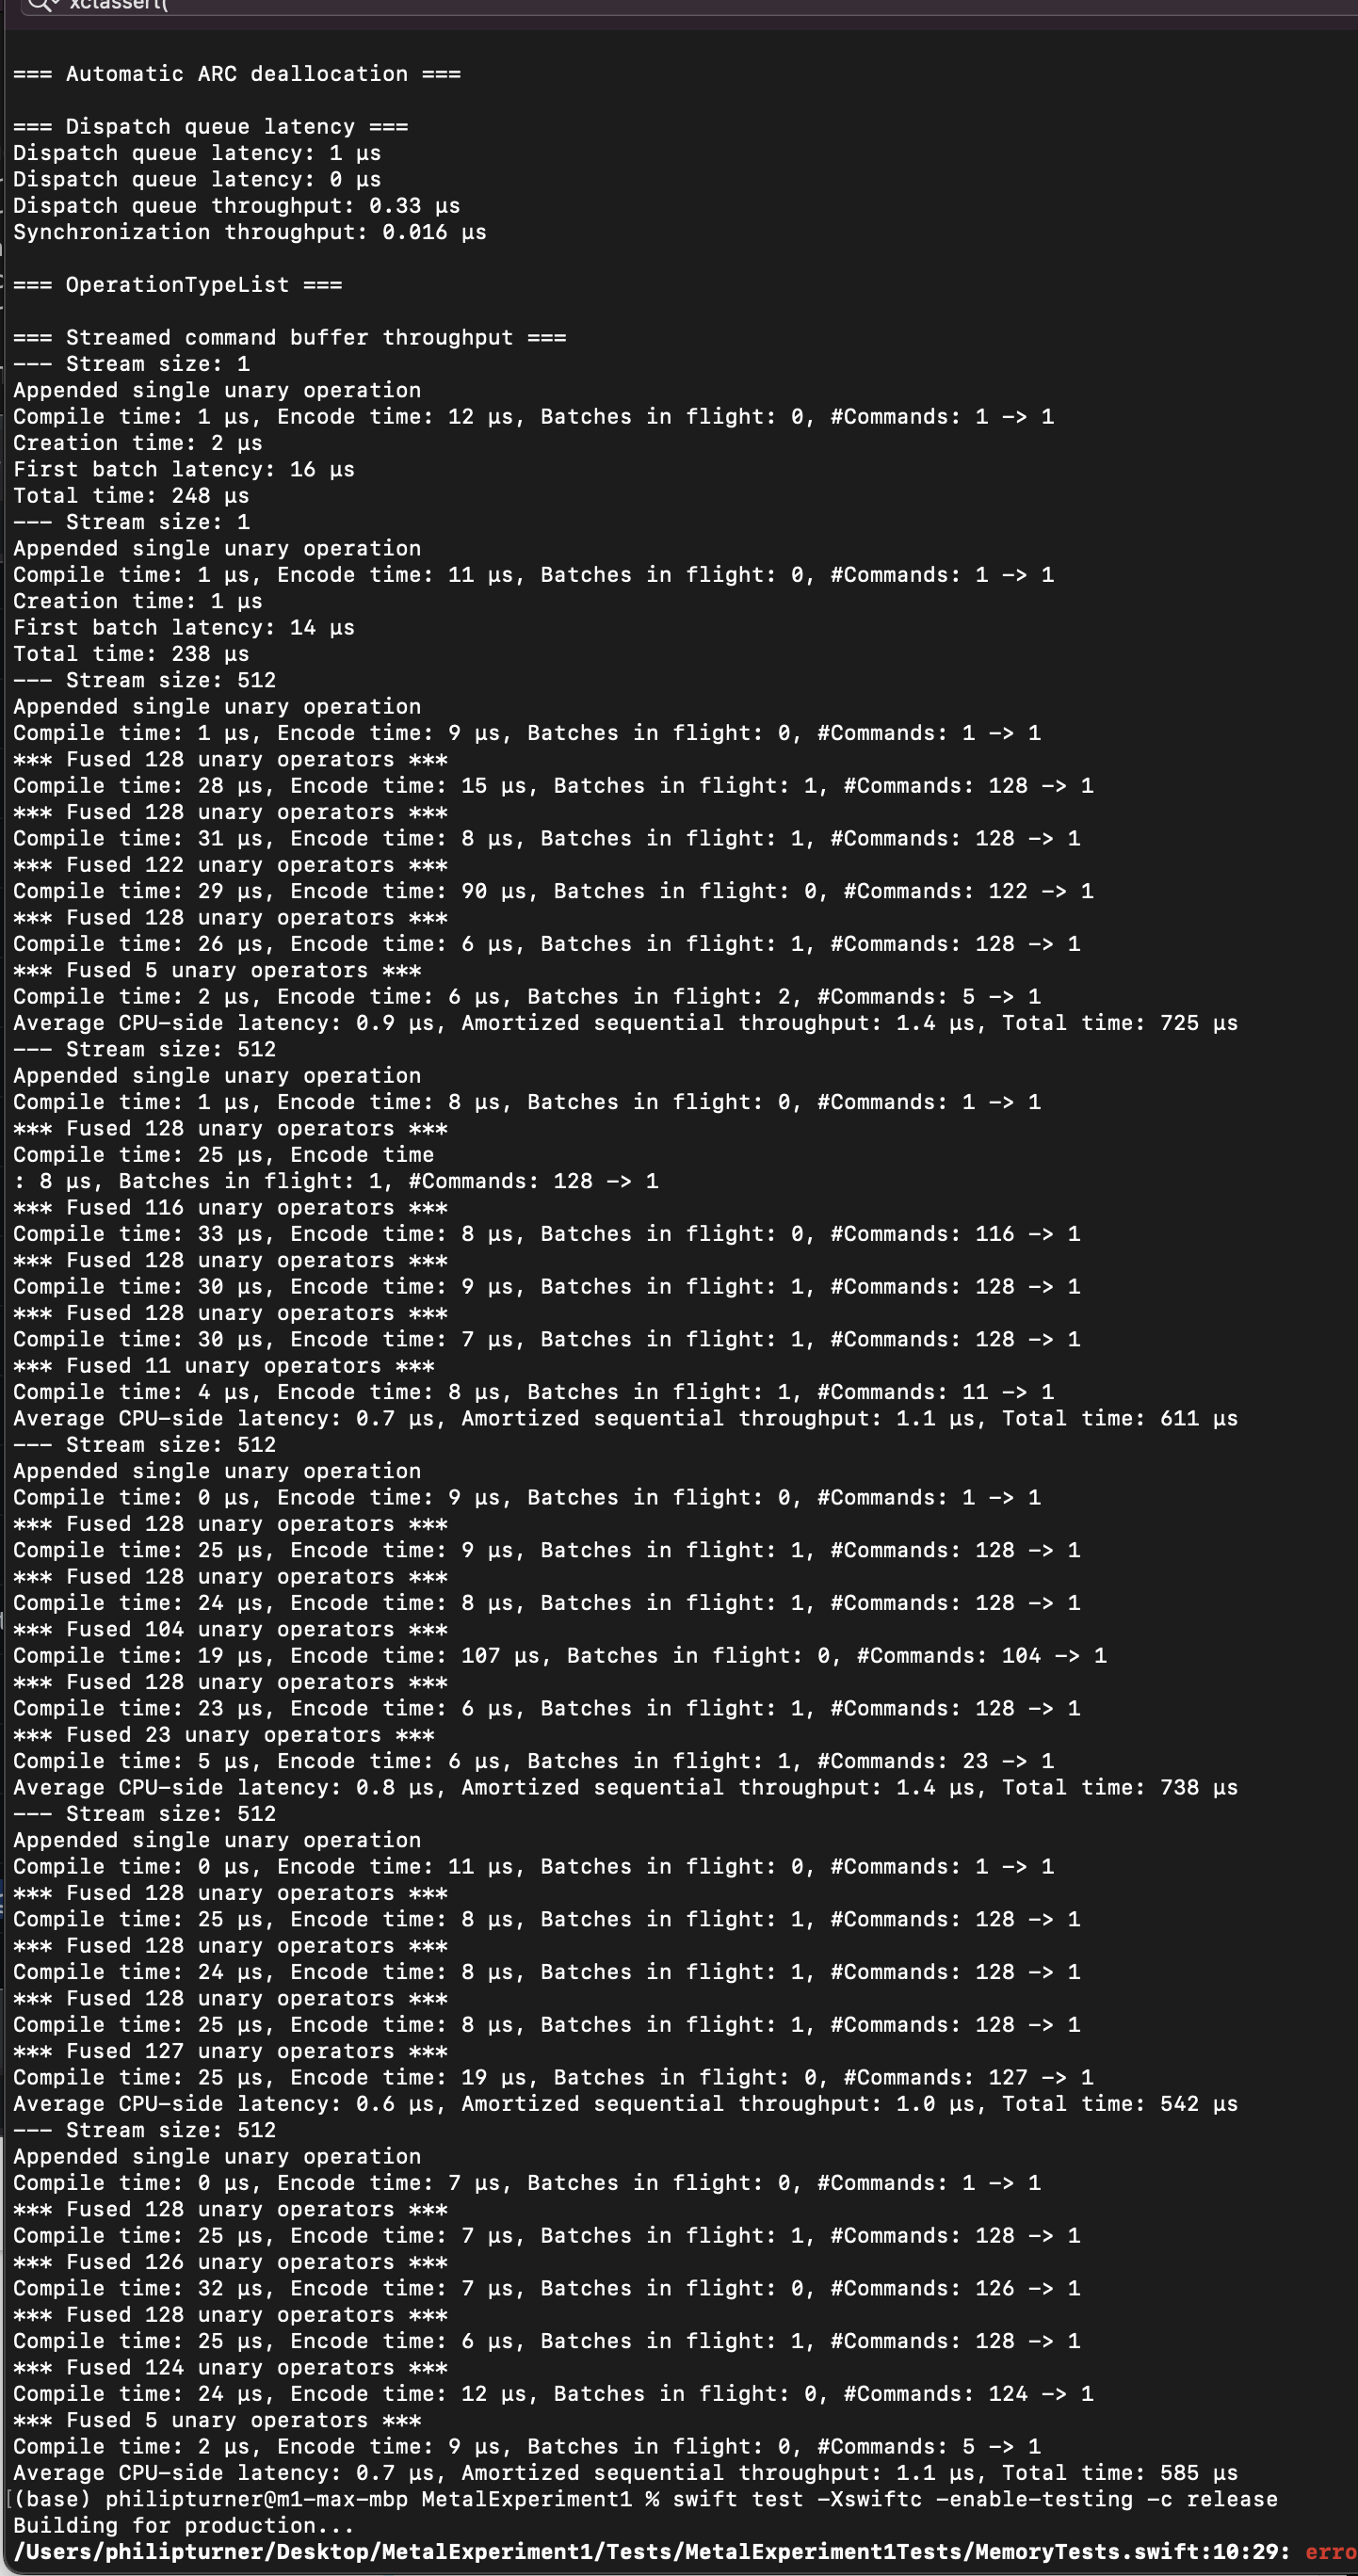 xctassert(
=== Automatic ARC deallocation ===
=== Dispatch queue latency ===
Dispatch queue latency: 1 μs
Dispatch queue latency: 0 μs
Dispatch queue throughput: 0.33 μs
Synchronization throughput: 0.016 μs
=== OperationTypeList ===
=== Streamed command buffer throughput ===
--- Stream size: 1
Appended single unary operation
Compile time: 1 μs, Encode time: 12 μs, Batches in flight: 0, #Commands: 1 -> 1
Creation time: 2 μs
First batch latency: 16 μs
Total time: 248 μs
--- Stream size: 1
Appended single unary operation
Compile time: 1 μs, Encode time: 11 μs, Batches in flight: 0, #Commands: 1 -> 1
Creation time: 1 μs
First batch latency: 14 μs
Total time: 238 μs
--- Stream size: 512
Appended single unary operation
Compile time: 1 μs, Encode time: 9 μs, Batches in flight: 0, #Commands: 1 -> 1
*** Fused 128 unary operators ***
Compile time: 28 μs, Encode time: 15 μs, Batches in flight: 1, #Commands: 128 -> 1
*** Fused 128 unary operators ***
Compile time: 31 μs, Encode time: 8 μs, Batches in flight: 1, #Commands: 128 -> 1
*** Fused 122 unary operators ***
Compile time: 29 μs, Encode time: 90 μs, Batches in flight: 0, #Commands: 122 -> 1
*** Fused 128 unary operators ***
Compile time: 26 μs, Encode time: 6 μs, Batches in flight: 1, #Commands: 128 -> 1
*** Fused 5 unary operators ***
Compile time: 2 μs, Encode time: 6 μs, Batches in flight: 2, #Commands: 5 -> 1
Average CPU-side latency: 0.9 μs, Amortized sequential throughput: 1.4 μs, Total time: 725 μs
--- Stream size: 512
Appended single unary operation
Compile time: 1 μs, Encode time: 8 μs, Batches in flight: 0, #Commands: 1 -> 1
*** Fused 128 unary operators ***
Compile time: 25 μs, Encode time
: 8 μs, Batches in flight: 1, #Commands: 128 -> 1
*** Fused 116 unary operators ***
Compile time: 33 μs, Encode time: 8 μs, Batches in flight: 0, #Commands: 116 -> 1
*** Fused 128 unary operators ***
Compile time: 30 μs, Encode time: 9 μs, Batches in flight: 1, #Commands: 128 -> 1
*** Fused 128 unary operators ***
Compile time: 30 μs, Encode time: 7 μs, Batches in flight: 1, #Commands: 128 -> 1
*** Fused 11 unary operators ***
Compile time: 4 μs, Encode time: 8 μs, Batches in flight: 1, #Commands: 11 -> 1
Average CPU-side latency: 0.7 μs, Amortized sequential throughput: 1.1 μs, Total time: 611 μs
--- Stream size: 512
Appended single unary operation
Compile time: 0 μs, Encode time: 9 μs, Batches in flight: 0, #Commands: 1 -> 1
*** Fused 128 unary operators ***
Compile time: 25 μs, Encode time: 9 μs, Batches in flight: 1, #Commands: 128 -> 1
*** Fused 128 unary operators ***
Compile time: 24 μs, Encode time: 8 μs, Batches in flight: 1, #Commands: 128 -> 1
*** Fused 104 unary operators ***
Compile time: 19 μs, Encode time: 107 μs, Batches in flight: 0, #Commands: 104 -> 1
*** Fused 128 unary operators ***
Compile time: 23 μs, Encode time: 6 μs, Batches in flight: 1, #Commands: 128 -> 1
*** Fused 23 unary operators ***
Compile time: 5 μs, Encode time: 6 μs, Batches in flight: 1, #Commands: 23 -> 1
Average CPU-side latency: 0.8 μs, Amortized sequential throughput: 1.4 μs, Total time: 738 μs
--- Stream size: 512
Appended single unary operation
Compile time: 0 μs, Encode time: 11 μs, Batches in flight: 0, #Commands: 1 -> 1
*** Fused 128 unary operators ***
Compile time: 25 μs, Encode time: 8 μs, Batches in flight: 1, #Commands: 128 -> 1
*** Fused 128 unary operators ***
Compile time: 24 μs, Encode time: 8 μs, Batches in flight: 1, #Commands: 128 -> 1
*** Fused 128 unary operators ***
Compile time: 25 μs, Encode time: 8 μs, Batches in flight: 1, #Commands: 128 -> 1
*** Fused 127 unary operators ***
Compile time: 25 μs, Encode time: 19 μs, Batches in flight: 0, #Commands: 127 -> 1
Average CPU-side latency: 0.6 μs, Amortized sequential throughput: 1.0 μs, Total time: 542 μs
--- Stream size: 512
Appended single unary operation
Compile time: 0 μs, Encode time: 7 μs, Batches in flight: 0, #Commands: 1 -> 1
*** Fused 128 unary operators ***
Compile time: 25 μs, Encode time: 7 μs, Batches in flight: 1, #Commands: 128 -> 1
*** Fused 126 unary operators ***
Compile time: 32 μs, Encode time: 7 μs, Batches in flight: 0, #Commands: 126 -> 1
*** Fused 128 unary operators ***
Compile time: 25 μs, Encode time: 6 μs, Batches in flight: 1, #Commands: 128 -> 1
*** Fused 124 unary operators ***
Compile time: 24 μs, Encode time: 12 μs, Batches in flight: 0, #Commands: 124 -> 1
*** Fused 5 unary operators ***
Compile time: 2 μs, Encode time: 9 μs, Batches in flight: 0, #Commands: 5 -> 1
Average CPU-side latency: 0.7 μs, Amortized sequential throughput: 1.1 μs, Total time: 585 μs
[(base) philipturner@m1-max-mbp MetalExperiment1 % swift test -Xswiftc -enable-testing -c release
Building for production...
/Users/philipturner/Desktop/MetalExperiment1/Tests/MetalExperiment1Tests/MemoryTests.swift:10:29: erro